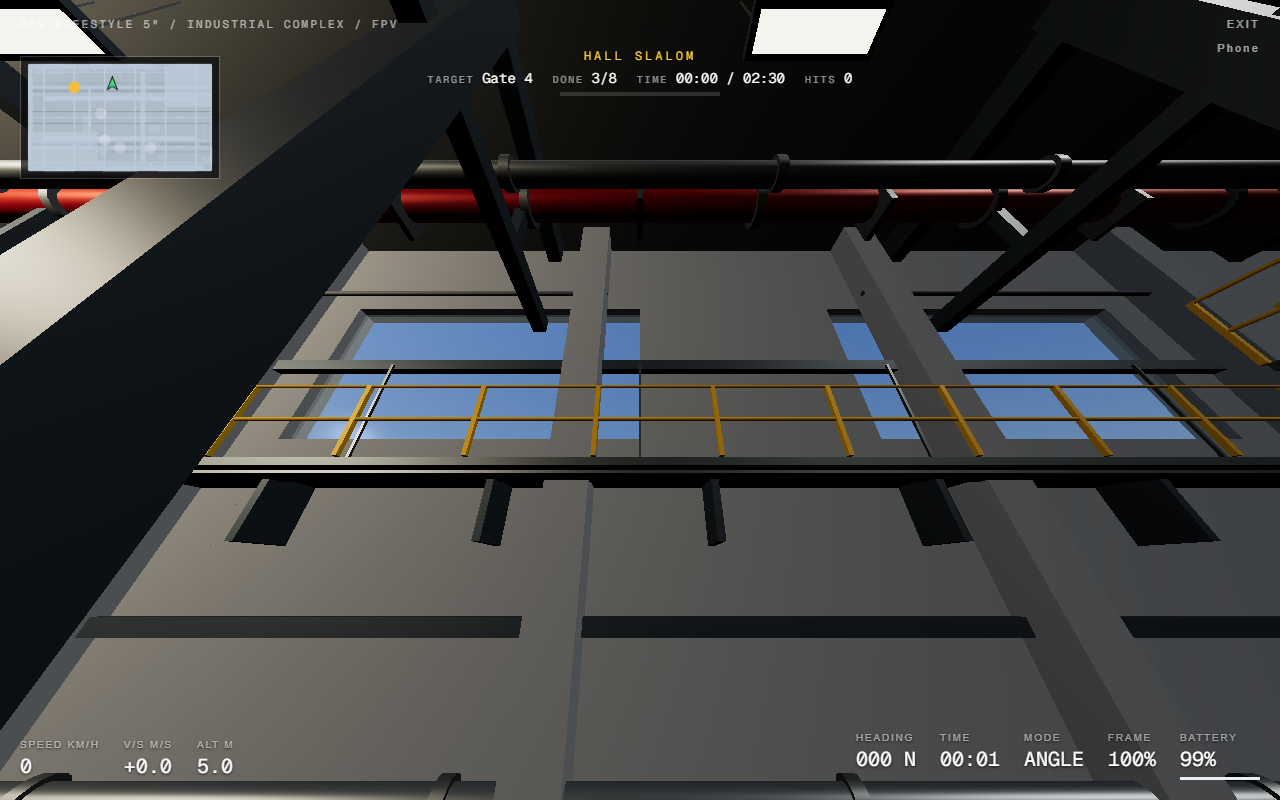 FREESTYLE 5" / INDUSTRIAL COMPLEX / FPV
EXIT
Phone
HALL SLALOM
TARGET Gate 4 DONE 3/8 TIME 00:00 / 02:30 HITS 0
SPEED KM/H V/S M/S ALT M
0 +0.0 5.0
HEADING TIME MODE FRAME BATTERY
000 N 00:01 ANGLE 100% 99%